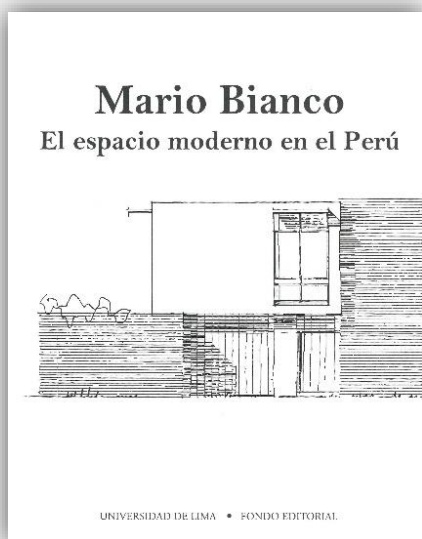 Mario Bianco
El espacio moderno en el Perú
UNIVERSIDAD DE LIMA • FONDO EDITORIAL